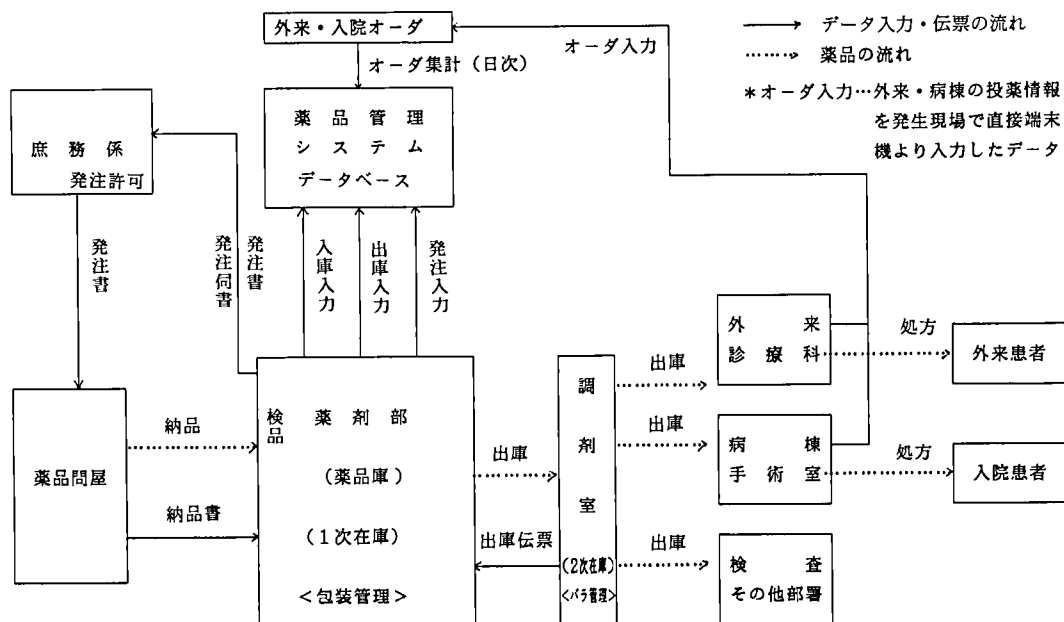 外来・入院オーダ
オーダ入力
オーダ集計（日次）
データ入力・伝票の流れ
薬品の流れ
＊オーダ入力…外来・病棟の投薬情報
を発生現場で直接端末
機より入力したデータ
庶務係
発注許可
薬品管理
システム
データベース
発注書
発注伺書
発注書
入庫入力
出庫入力
発注入力
薬品問屋
納品
納品書
検品
薬剤部
（薬品庫）
（1次在庫）
＜包装管理＞
出庫
出庫伝票
調剤室
（2次在庫）
＜バラ管理＞
出庫
出庫
出庫
外来
診療科
病棟
手術室
検査
その他部署
処方
外来患者
処方
入院患者